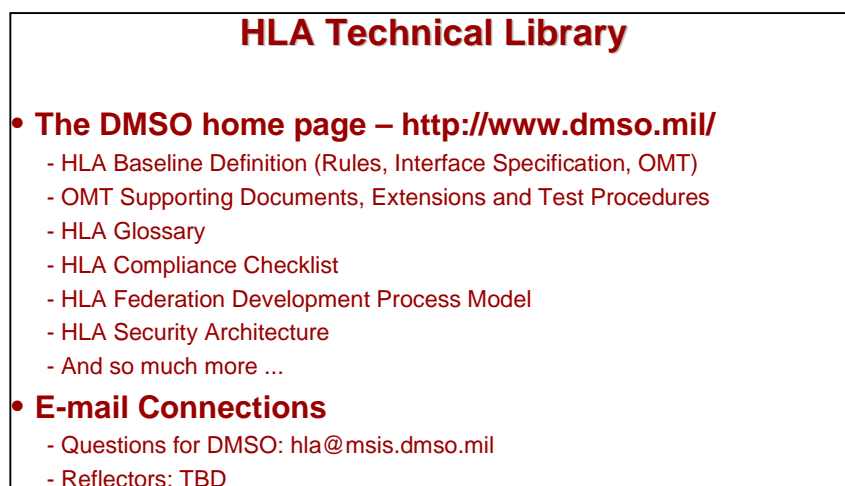 HLA Technical Library
• The DMSO home page – http://www.dmso.mil/
- HLA Baseline Definition (Rules, Interface Specification, OMT)
- OMT Supporting Documents, Extensions and Test Procedures
- HLA Glossary
- HLA Compliance Checklist
- HLA Federation Development Process Model
- HLA Security Architecture
- And so much more ...
• E-mail Connections
- Questions for DMSO: hla@msis.dmso.mil
- Reflectors: TBD